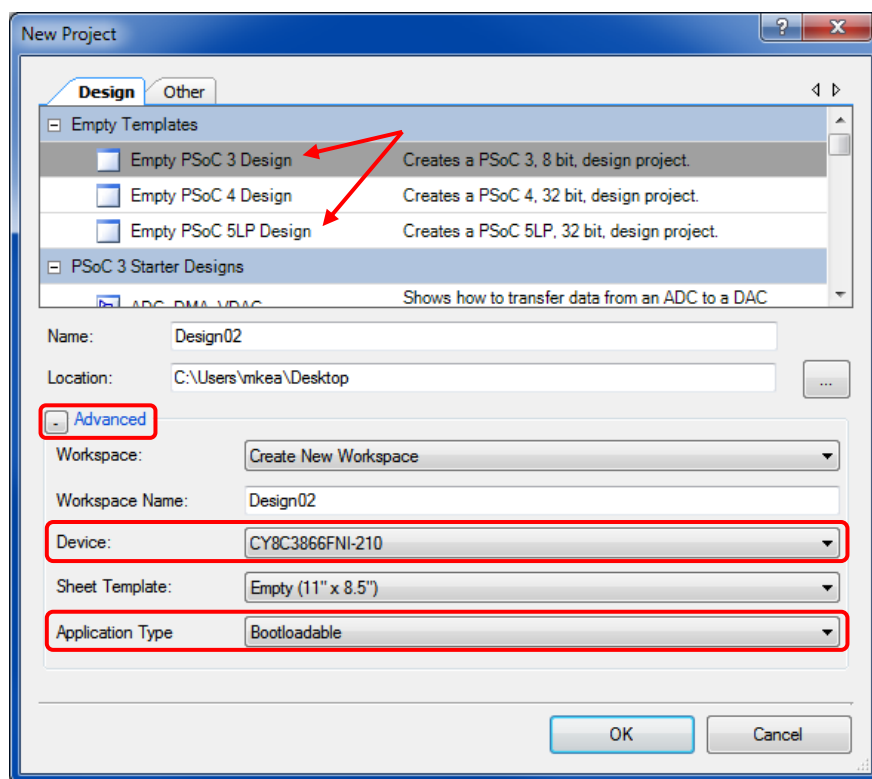 New Project
Design Other
Empty Templates
Empty PSoC 3 Design Creates a PSoC 3, 8 bit, design project.
Empty PSoC 4 Design Creates a PSoC 4, 32 bit, design project.
Empty PSoC 5LP Design Creates a PSoC 5LP, 32 bit, design project.
PSoC 3 Starter Designs
ADC_DMA_VDAC Shows how to transfer data from an ADC to a DAC
Name: Design02
Location: C:\Users\mkea\Desktop ...
Advanced
Workspace: Create New Workspace
Workspace Name: Design02
Device: CY8C3866FNI-210
Sheet Template: Empty (11" x 8.5")
Application Type Bootloadable
OK Cancel